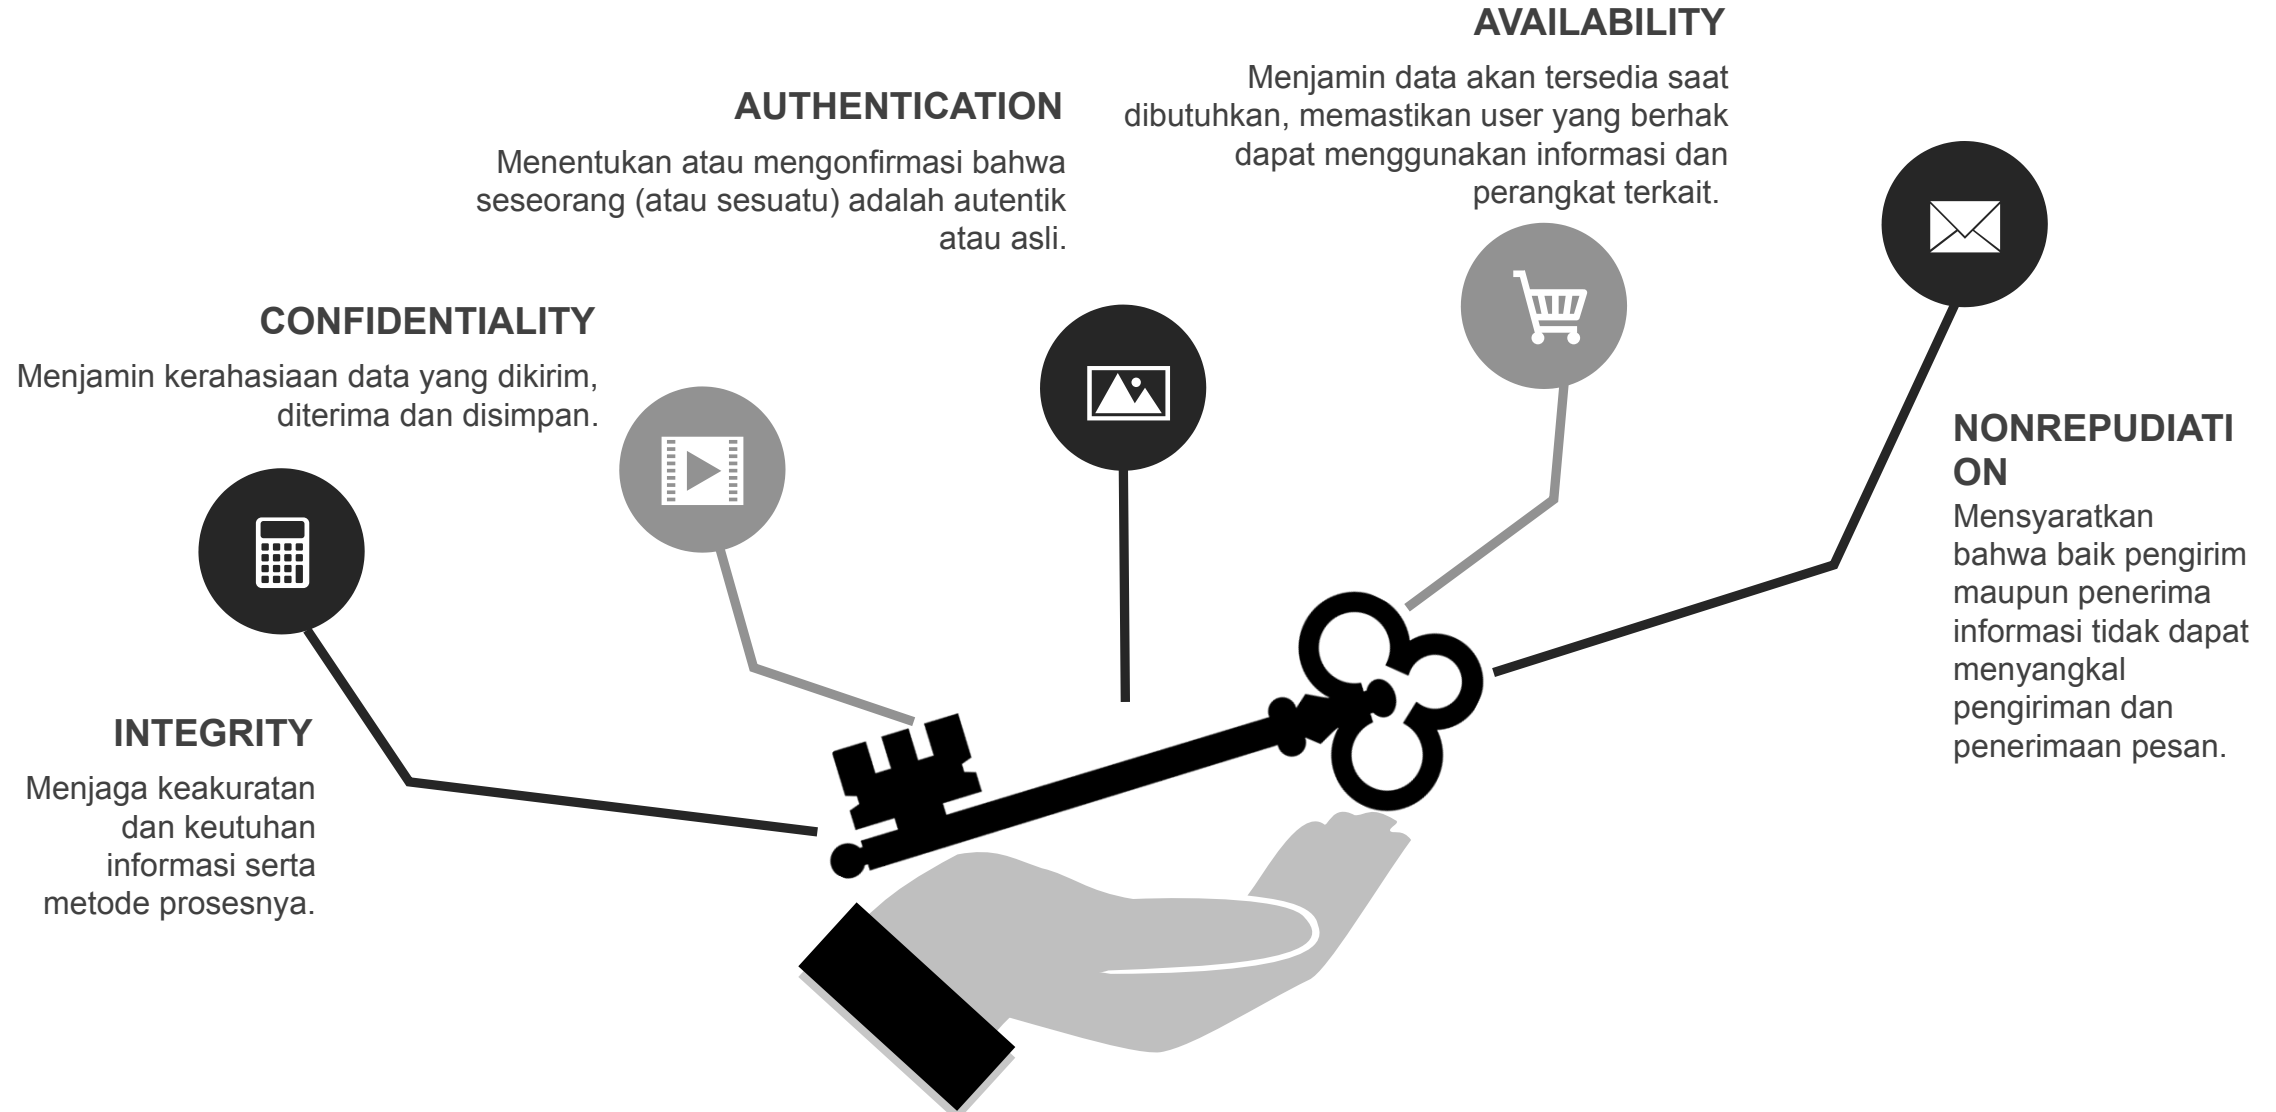 INTEGRITY
Menjaga keakuratan
dan keutuhan
informasi serta
metode prosesnya.
CONFIDENTIALITY
Menjamin kerahasiaan data yang dikirim,
diterima dan disimpan.
AUTHENTICATION
Menentukan atau mengonfirmasi bahwa
seseorang (atau sesuatu) adalah autentik
atau asli.
AVAILABILITY
Menjamin data akan tersedia saat
dibutuhkan, memastikan user yang berhak
dapat menggunakan informasi dan
perangkat terkait.
NONREPUDIATI
ON
Mensyaratkan
bahwa baik pengirim
maupun penerima
informasi tidak dapat
menyangkal
pengiriman dan
penerimaan pesan.